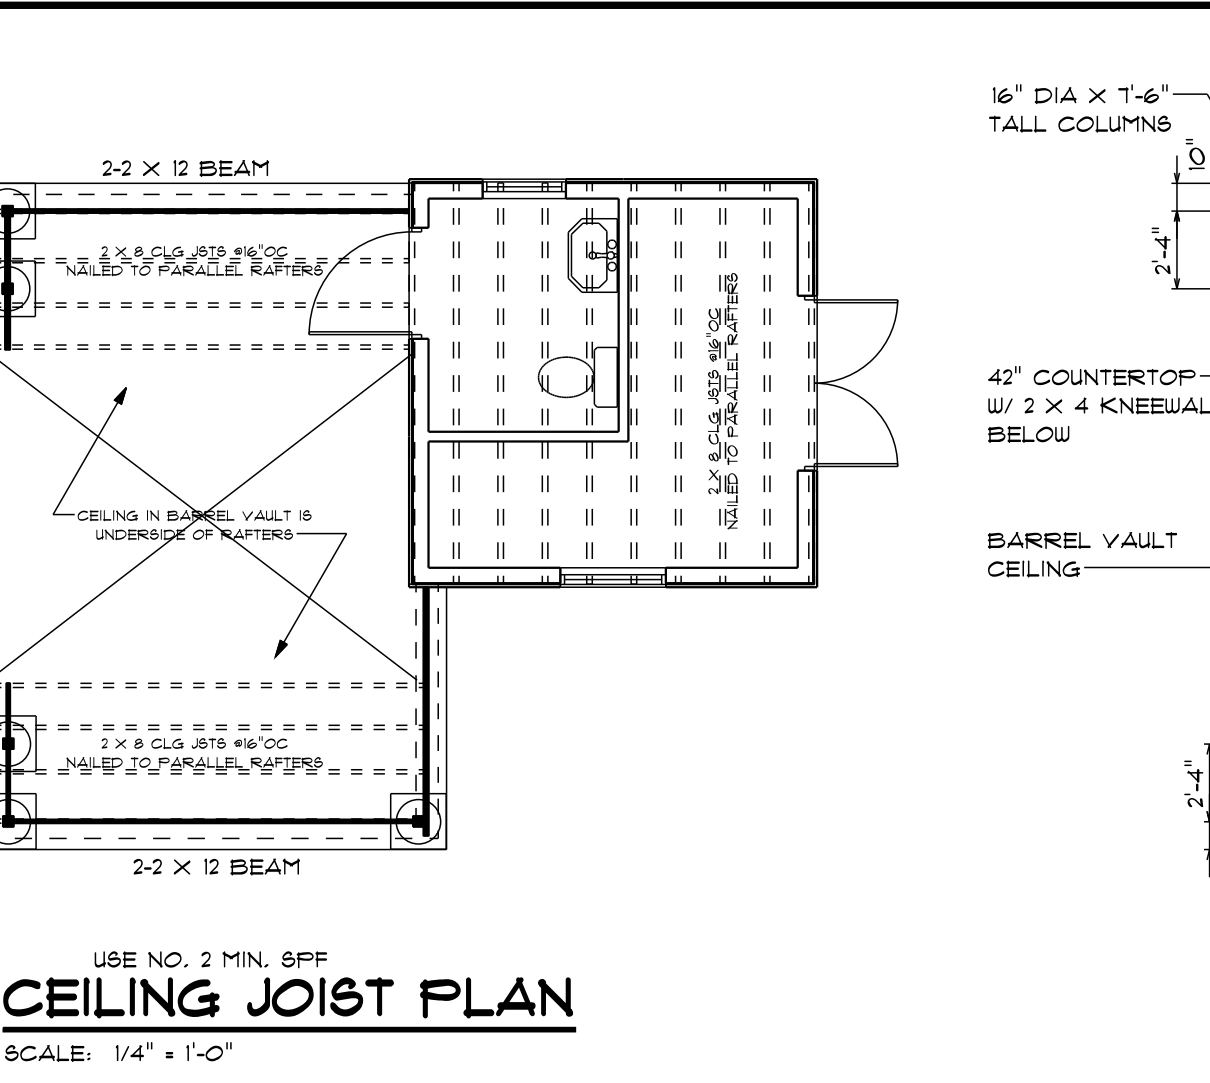 16" DIA X 7'-6"
TALL COLUMNS
10"
2'-4"
2-2 X 12 BEAM
2 X 8 CLG JSTS @16"OC
NAILED TO PARALLEL RAFTERS
2 X 8 CLG JSTS @16"OC
NAILED TO PARALLEL RAFTERS
42" COUNTERTOP
W/ 2 X 4 KNEEWAL
BELOW
CEILING IN BARREL VAULT IS
UNDERSIDE OF RAFTERS
BARREL VAULT
CEILING
2 X 8 CLG JSTS @16"OC
NAILED TO PARALLEL RAFTERS
2'-4"
2-2 X 12 BEAM
USE NO. 2 MIN. SPF
CEILING JOIST PLAN
SCALE: 1/4" = 1'-0"